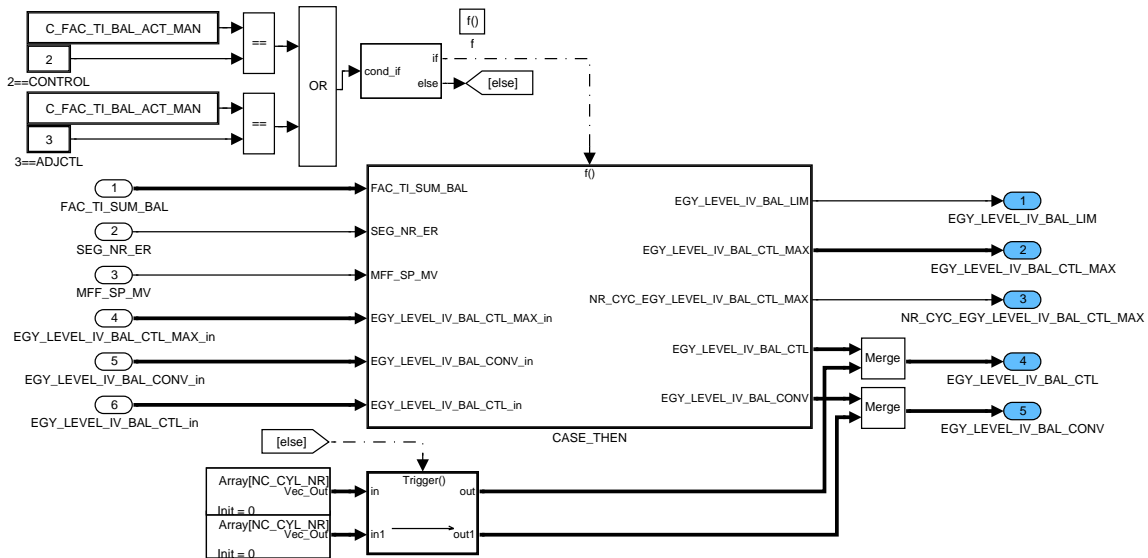 C_FAC_TI_BAL_ACT_MAN
2
2==CONTROL
==
C_FAC_TI_BAL_ACT_MAN
3
3==ADJCTL
==
OR
cond_if
if
else
f()
f
[else]
f()
1
FAC_TI_SUM_BAL
2
SEG_NR_ER
3
MFF_SP_MV
4
EGY_LEVEL_IV_BAL_CTL_MAX_in
5
EGY_LEVEL_IV_BAL_CONV_in
6
EGY_LEVEL_IV_BAL_CTL_in
FAC_TI_SUM_BAL
SEG_NR_ER
MFF_SP_MV
EGY_LEVEL_IV_BAL_CTL_MAX_in
EGY_LEVEL_IV_BAL_CONV_in
EGY_LEVEL_IV_BAL_CTL_in
EGY_LEVEL_IV_BAL_LIM
EGY_LEVEL_IV_BAL_CTL_MAX
NR_CYC_EGY_LEVEL_IV_BAL_CTL_MAX
EGY_LEVEL_IV_BAL_CTL
EGY_LEVEL_IV_BAL_CONV
CASE_THEN
Merge
Merge
1
EGY_LEVEL_IV_BAL_LIM
2
EGY_LEVEL_IV_BAL_CTL_MAX
3
NR_CYC_EGY_LEVEL_IV_BAL_CTL_MAX
4
EGY_LEVEL_IV_BAL_CTL
5
EGY_LEVEL_IV_BAL_CONV
[else]
Array[NC_CYL_NR]
Vec_Out
Init = 0
Array[NC_CYL_NR]
Vec_Out
Init = 0
Trigger()
in
out
in1
out1